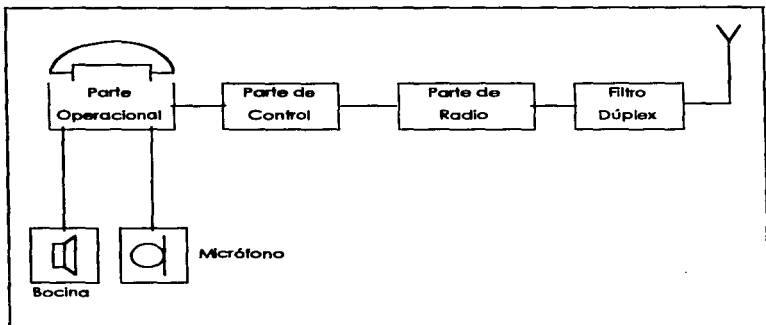 Parte
Operacional
Parte de
Control
Parte de
Radio
Filtro
Dúplex
Micrófono
Bocina